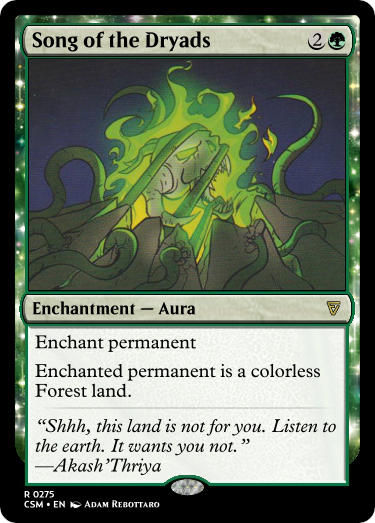 Song of the Dryads 2
Enchantment — Aura
Enchant permanent
Enchanted permanent is a colorless
Forest land.
“Shhh, this land is not for you. Listen to
the earth. It wants you not.”
—Akash’Thriya
R 0275
CSM • EN Adam Rebottaro